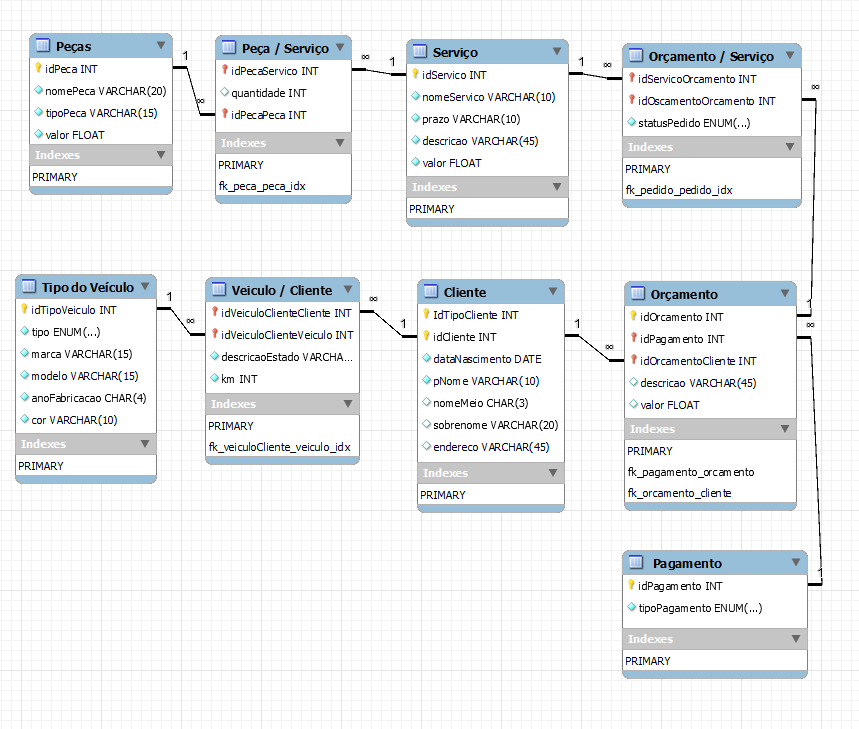 Peças
idPeca INT
nomePeca VARCHAR(20)
tipoPeca VARCHAR(15)
valor FLOAT
Indexes
PRIMARY
1
∞
Peça / Serviço
idPecaServico INT
quantidade INT
idPecaPeca INT
Indexes
PRIMARY
fk_peca_peca_idx
∞
1
Serviço
idServico INT
nomeServico VARCHAR(10)
prazo VARCHAR(10)
descricao VARCHAR(45)
valor FLOAT
Indexes
PRIMARY
1
∞
Orçamento / Serviço
idServicoOrcamento INT
idOscamentoOrcamento INT
statusPedido ENUM(...)
Indexes
PRIMARY
fk_pedido_pedido_idx
∞
1
Tipo do Veículo
idTipoVeiculo INT
tipo ENUM(...)
marca VARCHAR(15)
modelo VARCHAR(15)
anoFabricacao CHAR(4)
cor VARCHAR(10)
Indexes
PRIMARY
1
∞
Veiculo / Cliente
idVeiculoClienteCliente INT
idVeiculoClienteVeiculo INT
descricaoEstado VARCHA...
km INT
Indexes
PRIMARY
fk_veiculoCliente_veiculo_idx
∞
1
Cliente
IdTipoCliente INT
idCliente INT
dataNascimento DATE
pNome VARCHAR(10)
nomeMeio CHAR(3)
sobrenome VARCHAR(20)
endereco VARCHAR(45)
Indexes
PRIMARY
1
∞
Orçamento
idOrcamento INT
idPagamento INT
idOrcamentoCliente INT
descricao VARCHAR(45)
valor FLOAT
Indexes
PRIMARY
fk_pagamento_orcamento
fk_orcamento_cliente
∞
1
Pagamento
idPagamento INT
tipoPagamento ENUM(...)
Indexes
PRIMARY